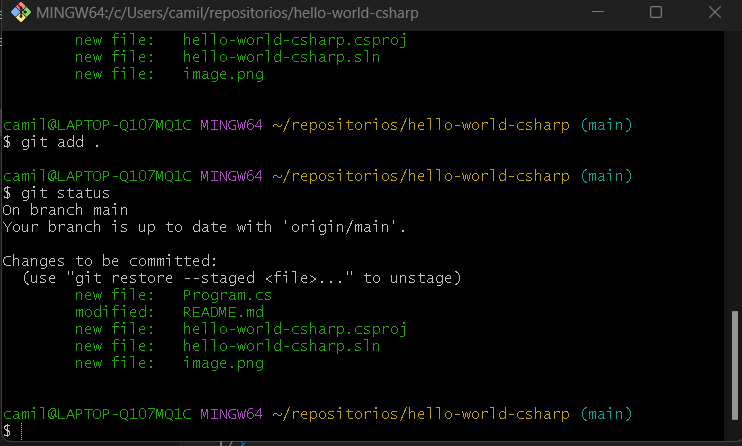 MINGW64:/c/Users/camil/repositorios/hello-world-csharp
new file:   hello-world-csharp.csproj
new file:   hello-world-csharp.sln
new file:   image.png
camil@LAPTOP-Q107MQ1C MINGW64 ~/repositorios/hello-world-csharp (main)
$ git add .
camil@LAPTOP-Q107MQ1C MINGW64 ~/repositorios/hello-world-csharp (main)
$ git status
On branch main
Your branch is up to date with 'origin/main'.
Changes to be committed:
(use "git restore --staged <file>..." to unstage)
new file:   Program.cs
modified:   README.md
new file:   hello-world-csharp.csproj
new file:   hello-world-csharp.sln
new file:   image.png
camil@LAPTOP-Q107MQ1C MINGW64 ~/repositorios/hello-world-csharp (main)
$